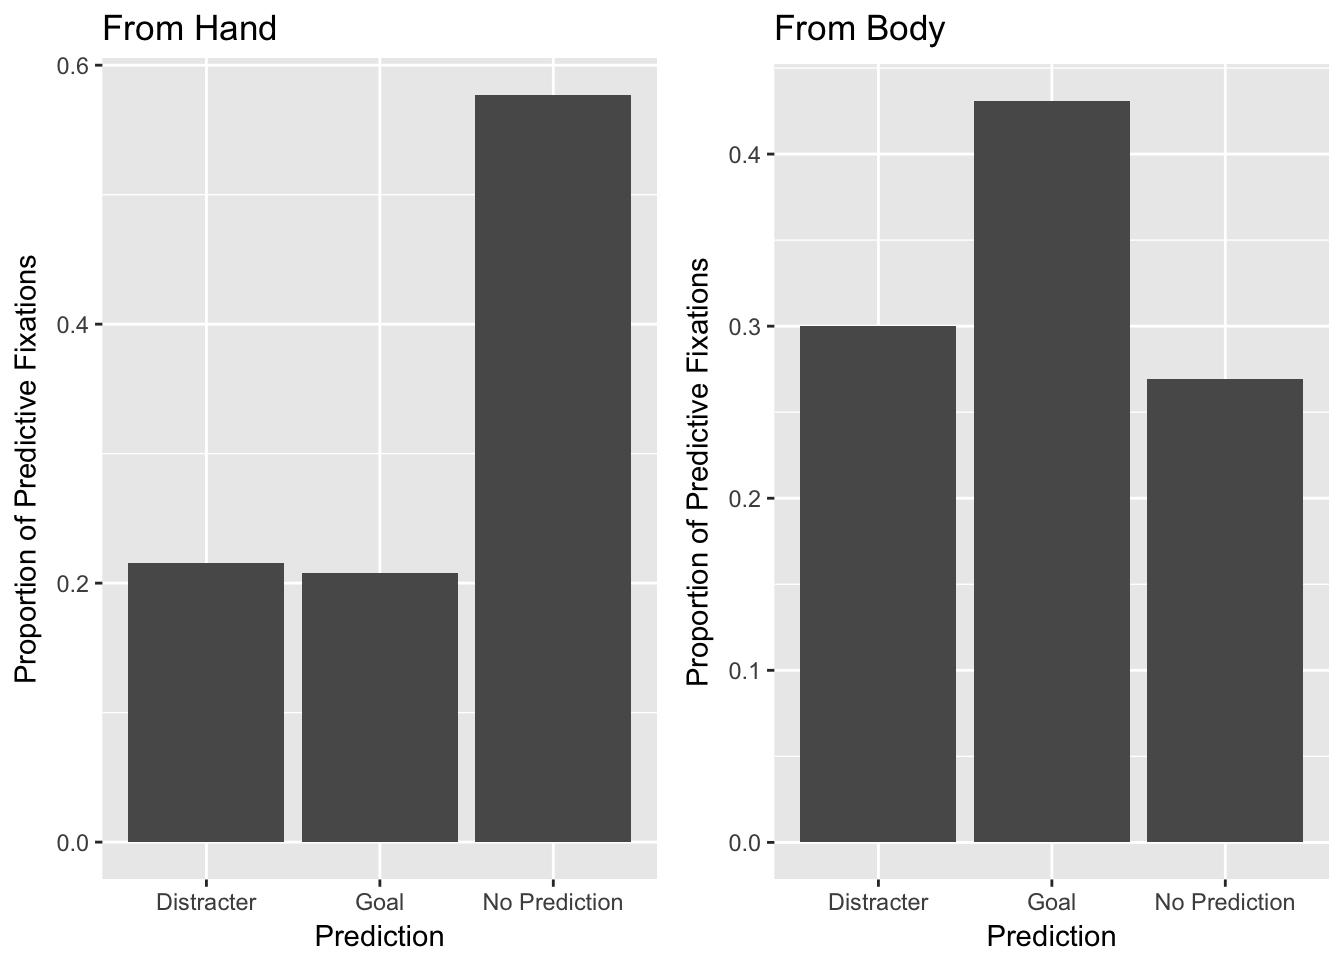 From Hand
Proportion of Predictive Fixations
0.6
0.4
0.2
0.0
Distracter Goal No Prediction
Prediction
From Body
Proportion of Predictive Fixations
0.4
0.3
0.2
0.1
0.0
Distracter Goal No Prediction
Prediction